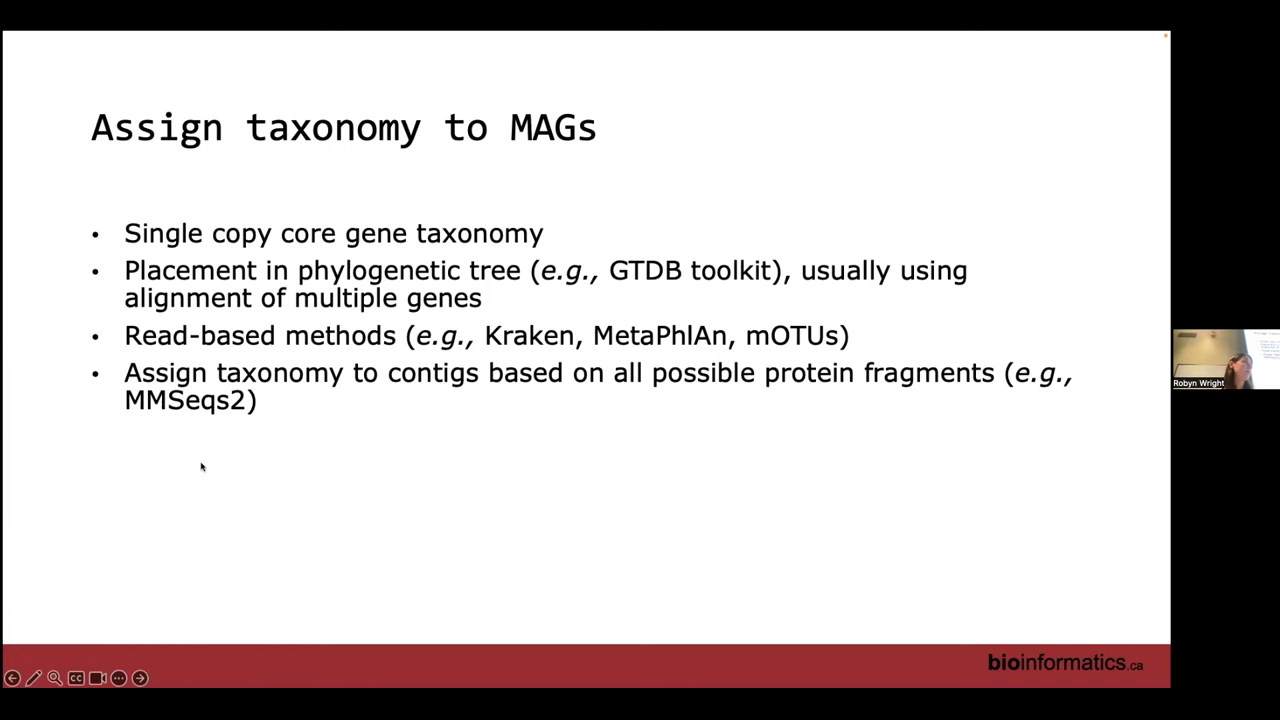 Assign taxonomy to MAGs
• Single copy core gene taxonomy
• Placement in phylogenetic tree (e.g., GTDB toolkit), usually using
alignment of multiple genes
• Read-based methods (e.g., Kraken, MetaPhlAn, mOTUs)
• Assign taxonomy to contigs based on all possible protein fragments (e.g.,
MMSeqs2)
Robyn Wright
bioinformatics.ca
CC